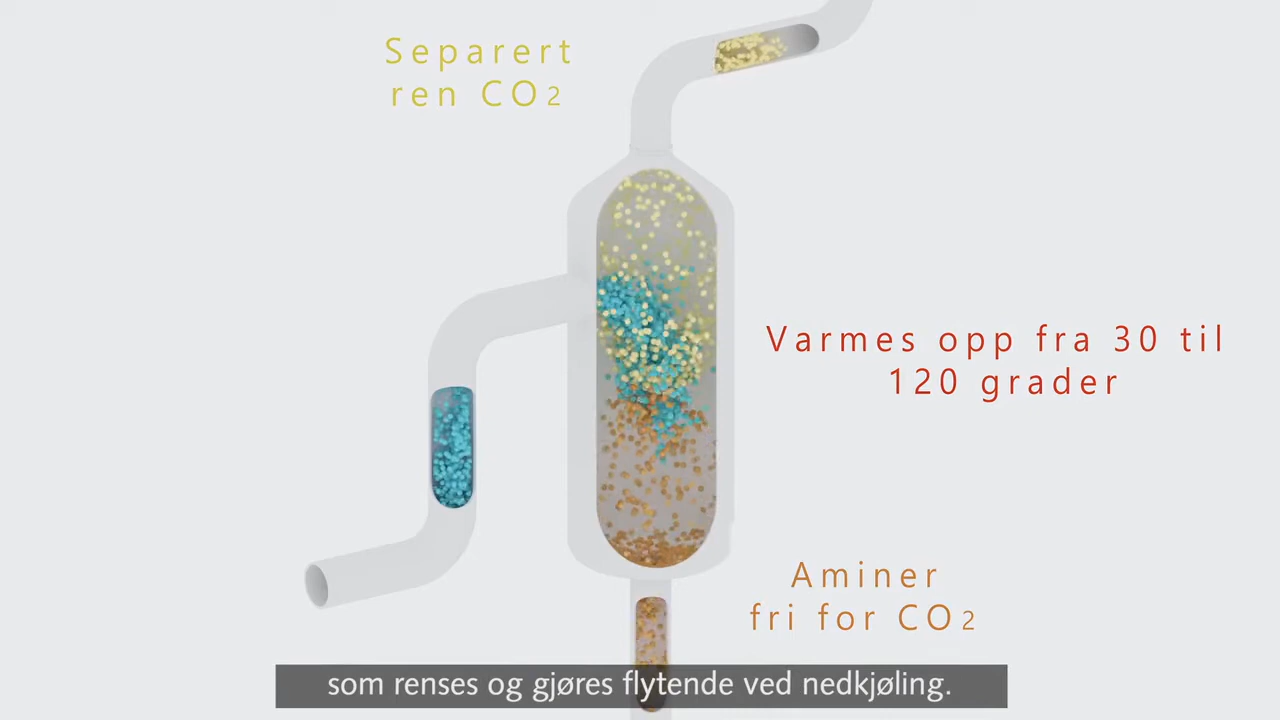 Separert
ren CO2
Varmes opp fra 30 til
120 grader
Aminer
fri for CO2
som renses og gjøres flytende ved nedkjøling.